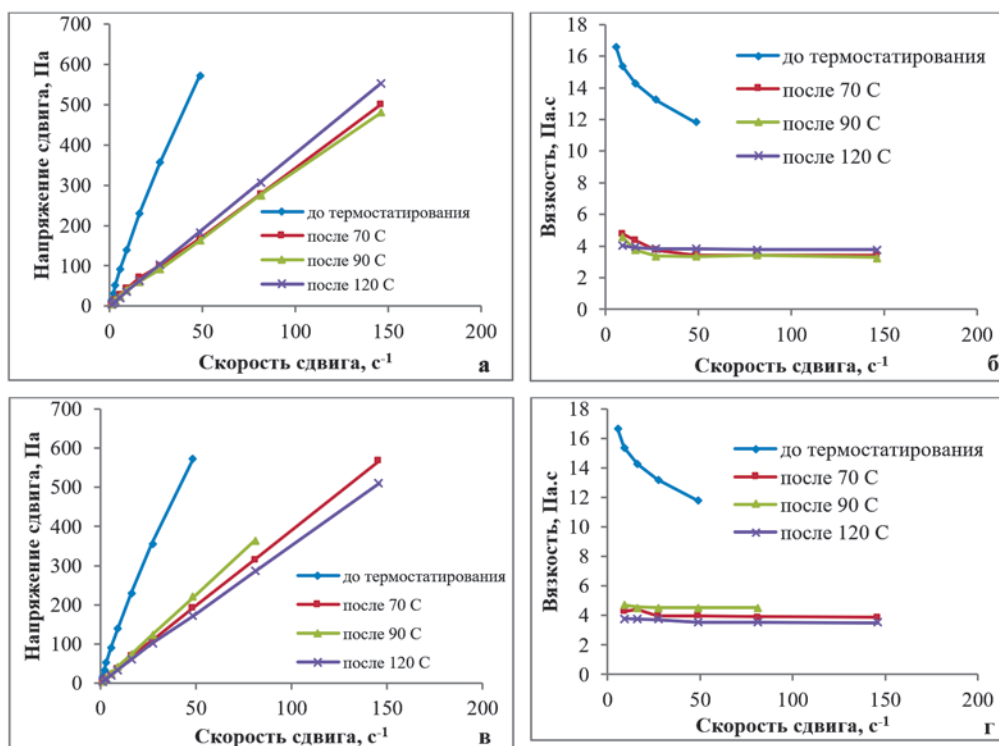 700
600
500
400
300
200
100
0
Напряжение сдвига, Па
до термостатирования
после 70 С
после 90 С
после 120 С
0 50 100 150 200
Скорость сдвига, с-1
а
18
16
14
12
10
8
6
4
2
0
Вязкость, Па.с
до термостатирования
после 70 С
после 90 С
после 120 С
0 50 100 150 200
Скорость сдвига, с-1
б
700
600
500
400
300
200
100
0
Напряжение сдвига, Па
до термостатирования
после 70 С
после 90 С
после 120 С
0 50 100 150 200
Скорость сдвига, с-1
в
18
16
14
12
10
8
6
4
2
0
Вязкость, Па.с
до термостатирования
после 70 С
после 90 С
после 120 С
0 50 100 150 200
Скорость сдвига, с-1
г